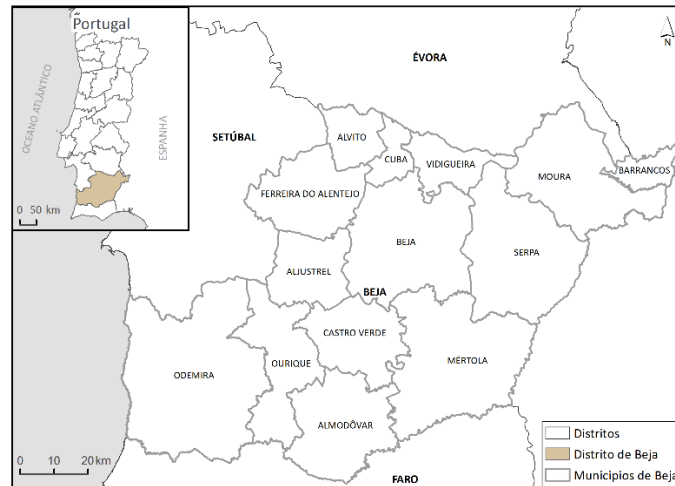 Portugal
OCEANO ATLÂNTICO
ESPANHA
0 50 km
N
ÉVORA
SETÚBAL
ALVITO
CUBA
VIDIGUEIRA
MOURA
BARRANCOS
FERREIRA DO ALENTEJO
BEJA
SERPA
ALJUSTREL
BEJA
CASTRO VERDE
ODEMIRA
OURIQUE
MÉRTOLA
ALMODÔVAR
FARO
0 10 20 km
Distritos
Distrito de Beja
Municipios de Beja